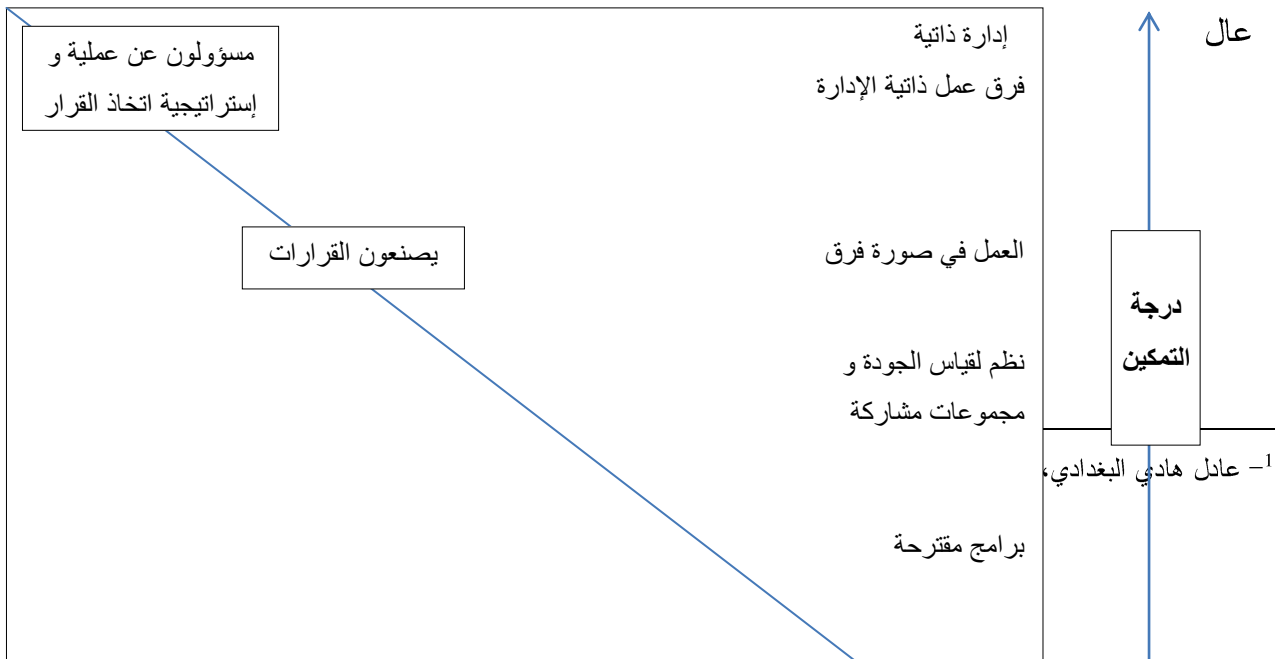 عال
إدارة ذاتية
فرق عمل ذاتية الإدارة
مسؤولون عن عملية و
إستراتيجية اتخاذ القرار
العمل في صورة فرق
يصنعون القرارات
درجة
التمكين
نظم لقياس الجودة و
مجموعات مشاركة
1– عادل هادي البغدادي،
برامج مقترحة